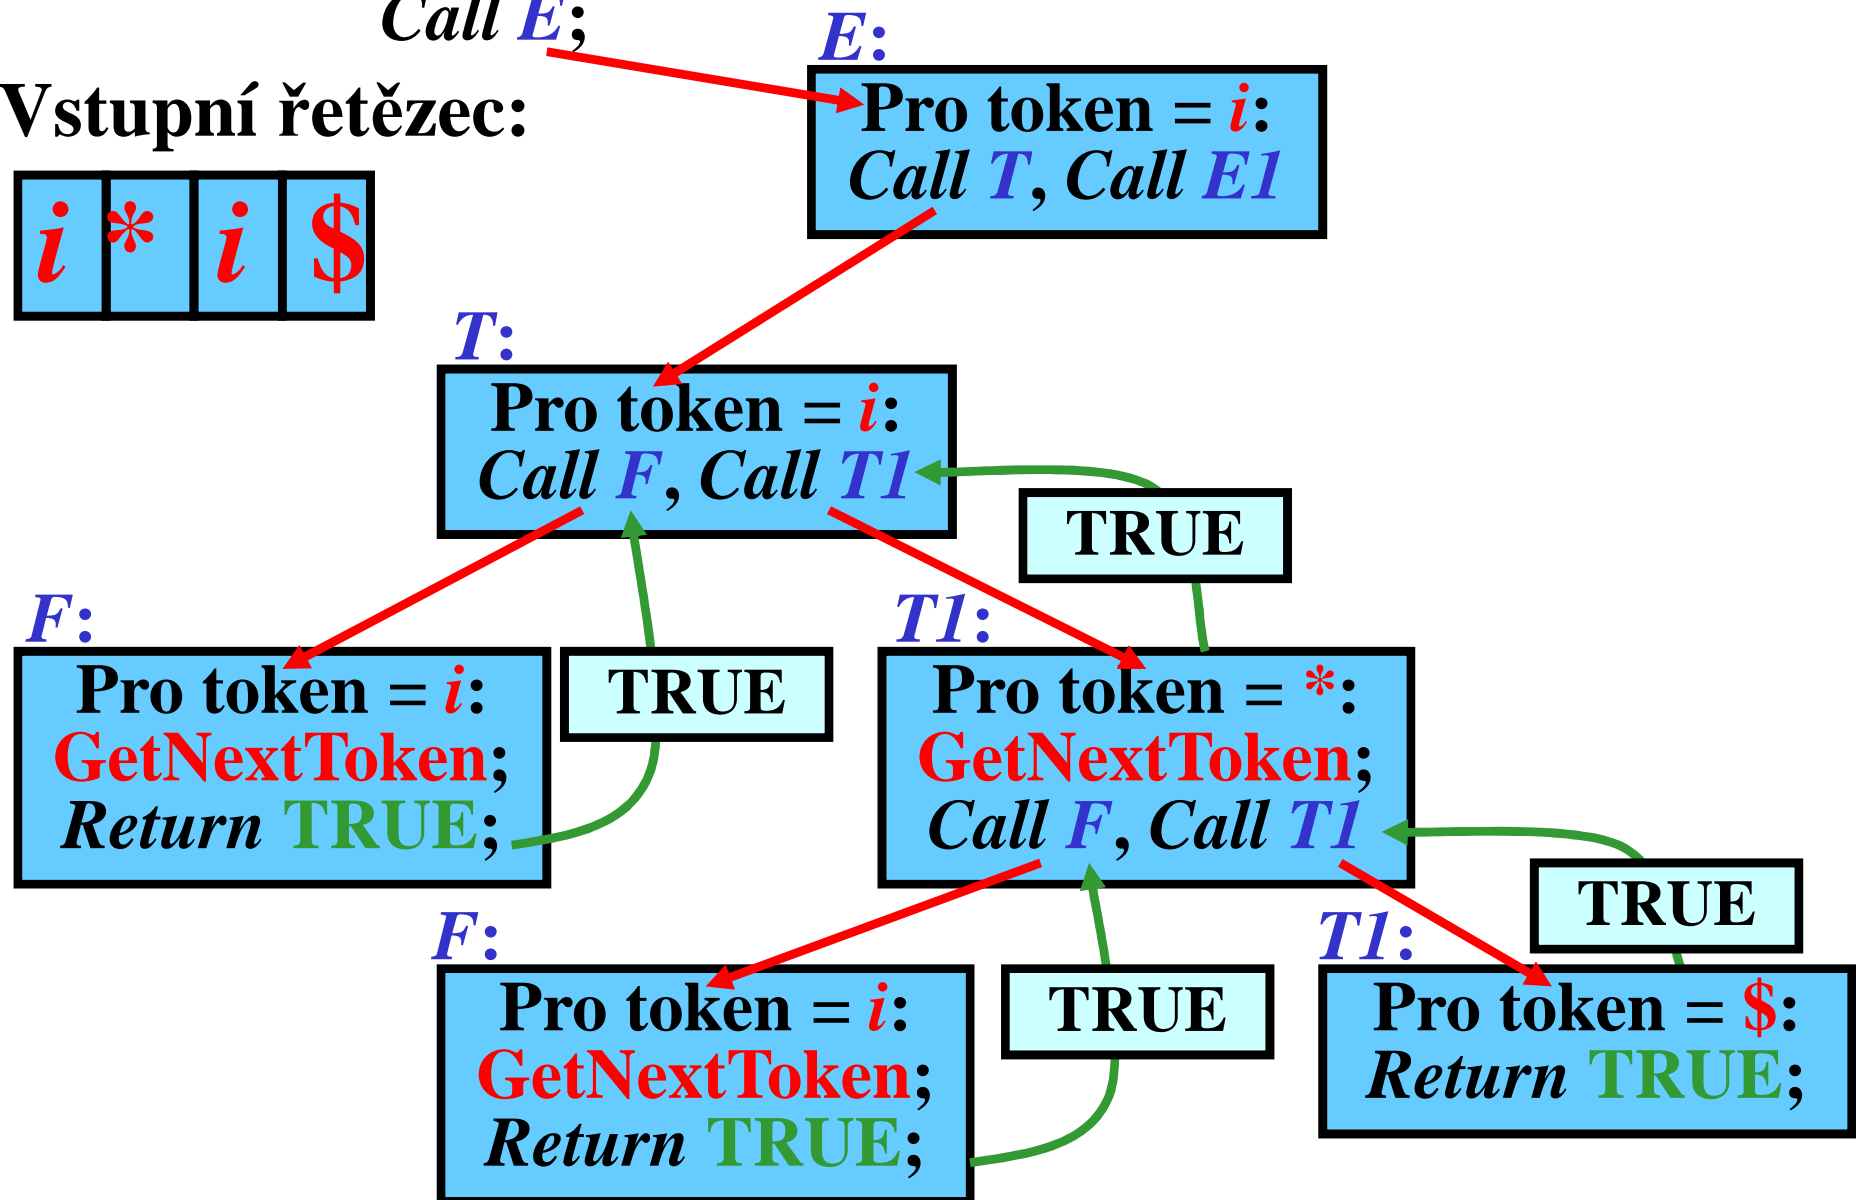 Call E;
E:
Vstupní řetězec:
Pro token = i:
Call T, Call E1
i * i $
T:
Pro token = i:
Call F, Call T1
TRUE
F:
T1:
Pro token = i:
GetNextToken;
Return TRUE;
TRUE
Pro token = *:
GetNextToken;
Call F, Call T1
TRUE
F:
T1:
Pro token = i:
GetNextToken;
Return TRUE;
TRUE
Pro token = $:
Return TRUE;